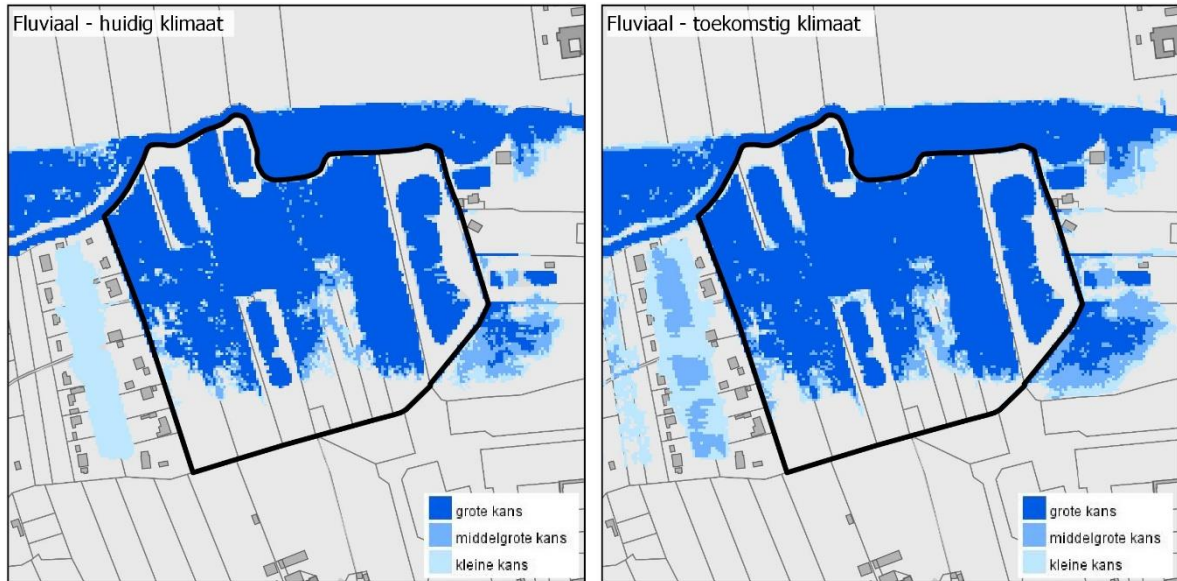 Fluviaal - huidig klimaat
grote kans
middelgrote kans
kleine kans
Fluviaal - toekomstig klimaat
grote kans
middelgrote kans
kleine kans